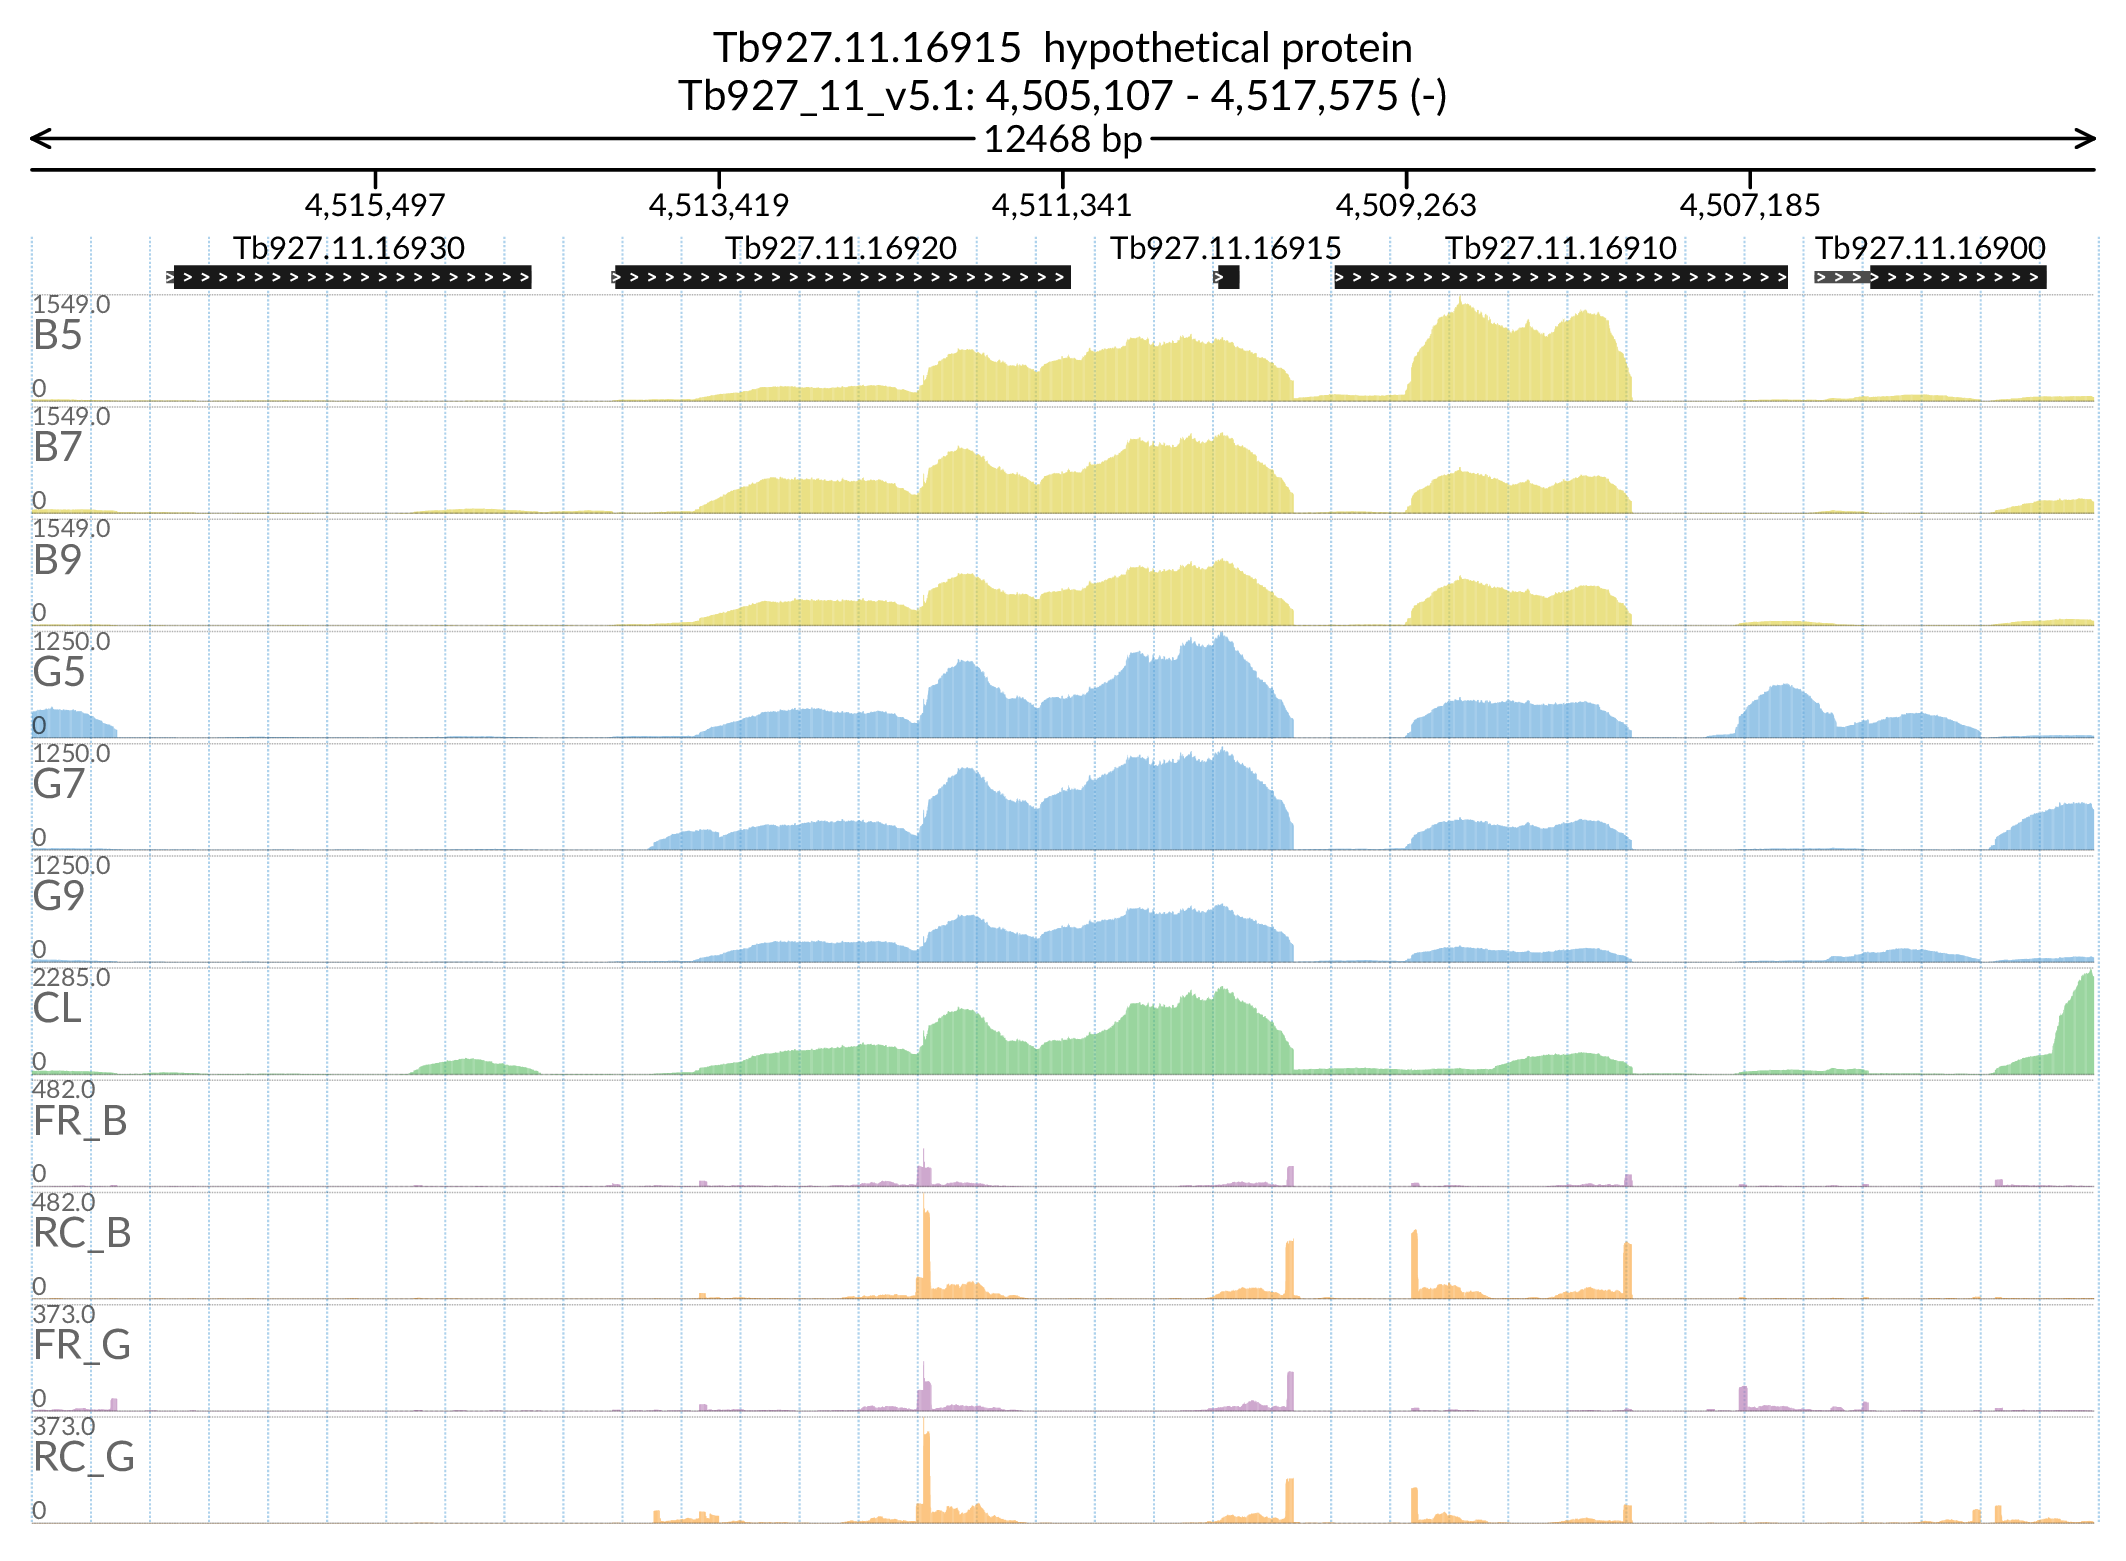 Tb927.11.16915 hypothetical protein
Tb927_11_v5.1: 4,505,107 - 4,517,575 (-)
12468 bp
4,515,497 4,513,419 4,511,341 4,509,263 4,507,185
Tb927.11.16930 Tb927.11.16920 Tb927.11.16915 Tb927.11.16910 Tb927.11.16900
1549.0
B5
0
1549.0
B7
0
1549.0
B9
0
1250.0
G5
0
1250.0
G7
0
1250.0
G9
0
2285.0
CL
0
482.0
FR_B
0
482.0
RC_B
0
373.0
FR_G
0
373.0
RC_G
0